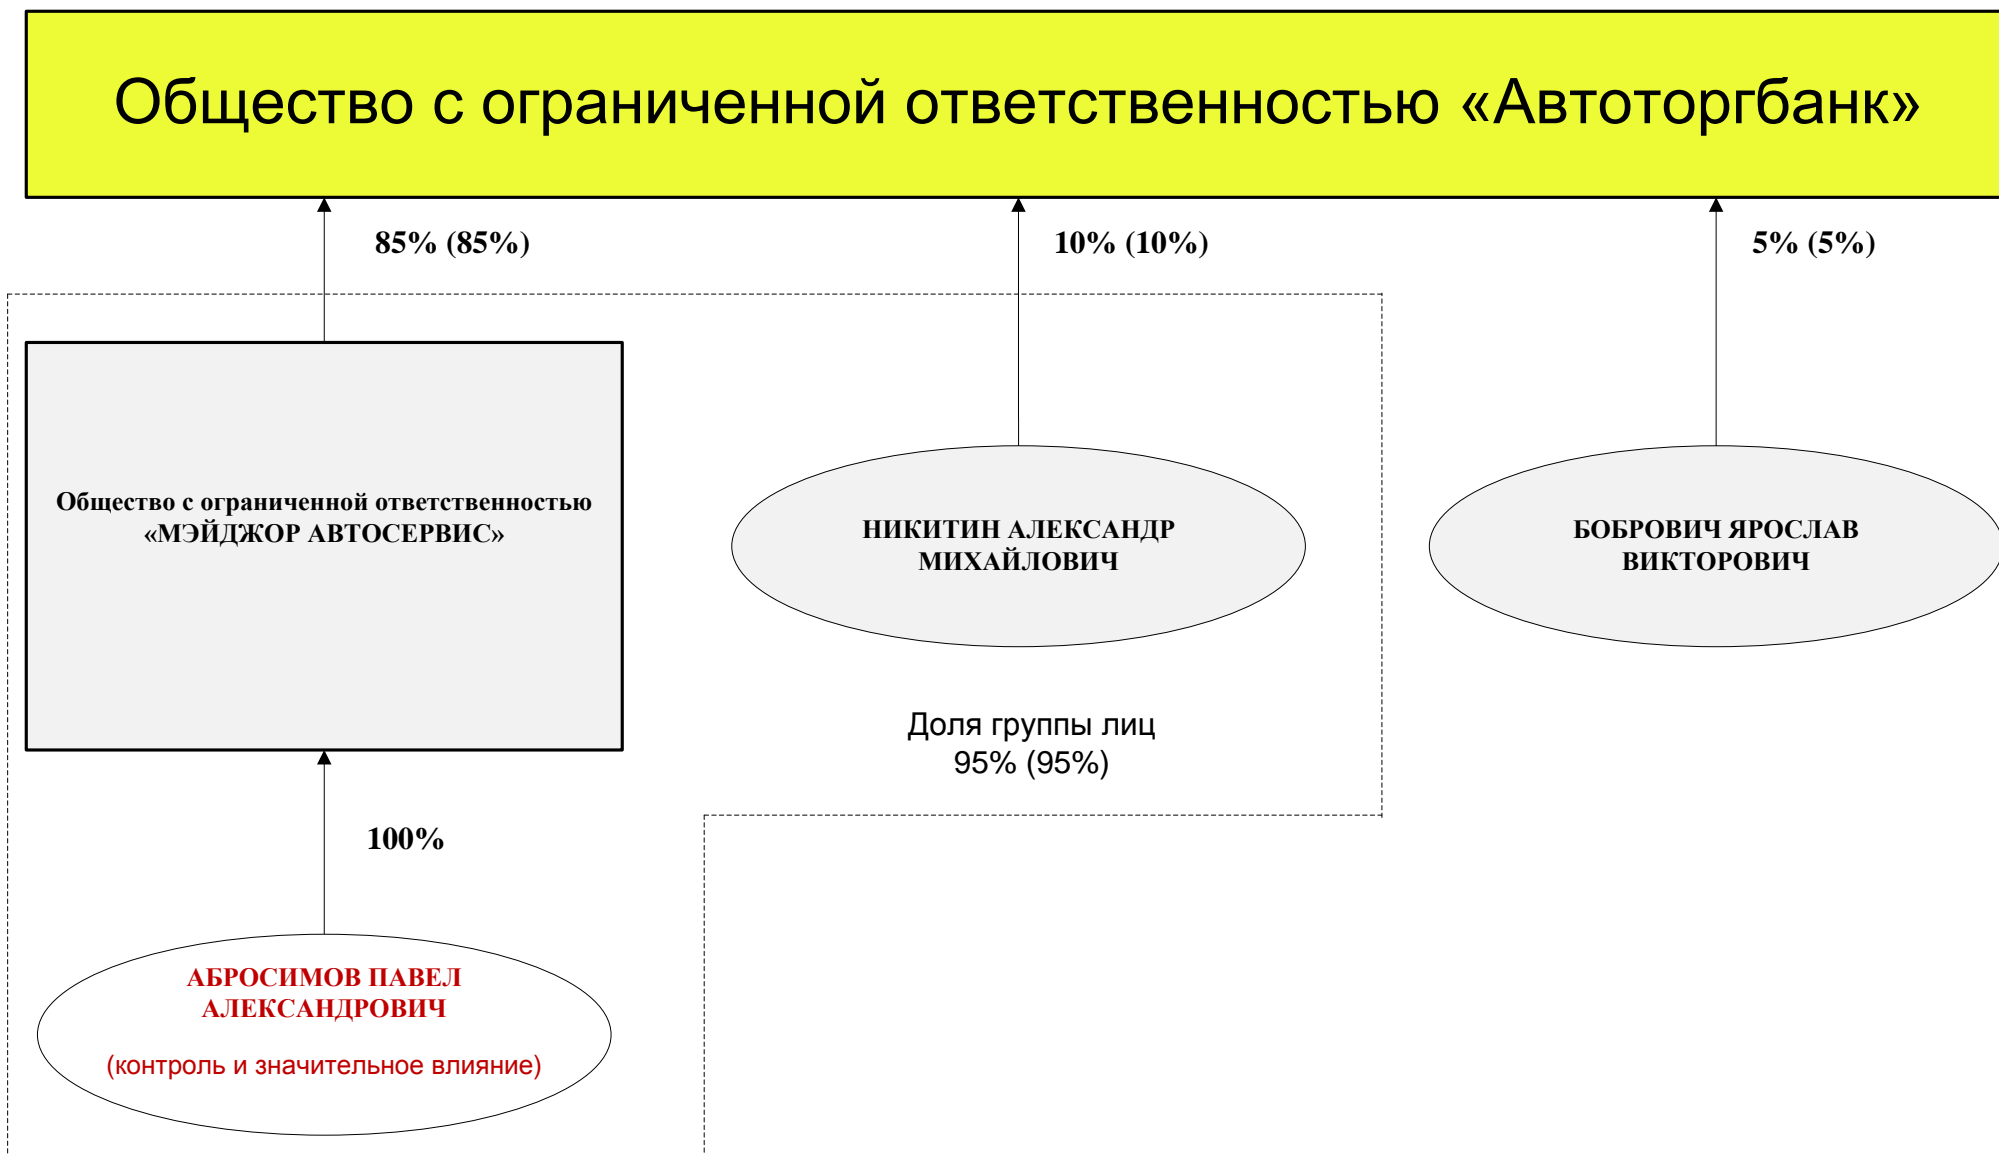 Общество с ограниченной ответственностью «Автоторгбанк»
85% (85%)
10% (10%)
5% (5%)
Общество с ограниченной ответственностью
«МЭЙДЖОР АВТОСЕРВИС»
НИКИТИН АЛЕКСАНДР
МИХАЙЛОВИЧ
БОБРОВИЧ ЯРОСЛАВ
ВИКТОРОВИЧ
Доля группы лиц
95% (95%)
100%
АБРОСИМОВ ПАВЕЛ
АЛЕКСАНДРОВИЧ
(контроль и значительное влияние)